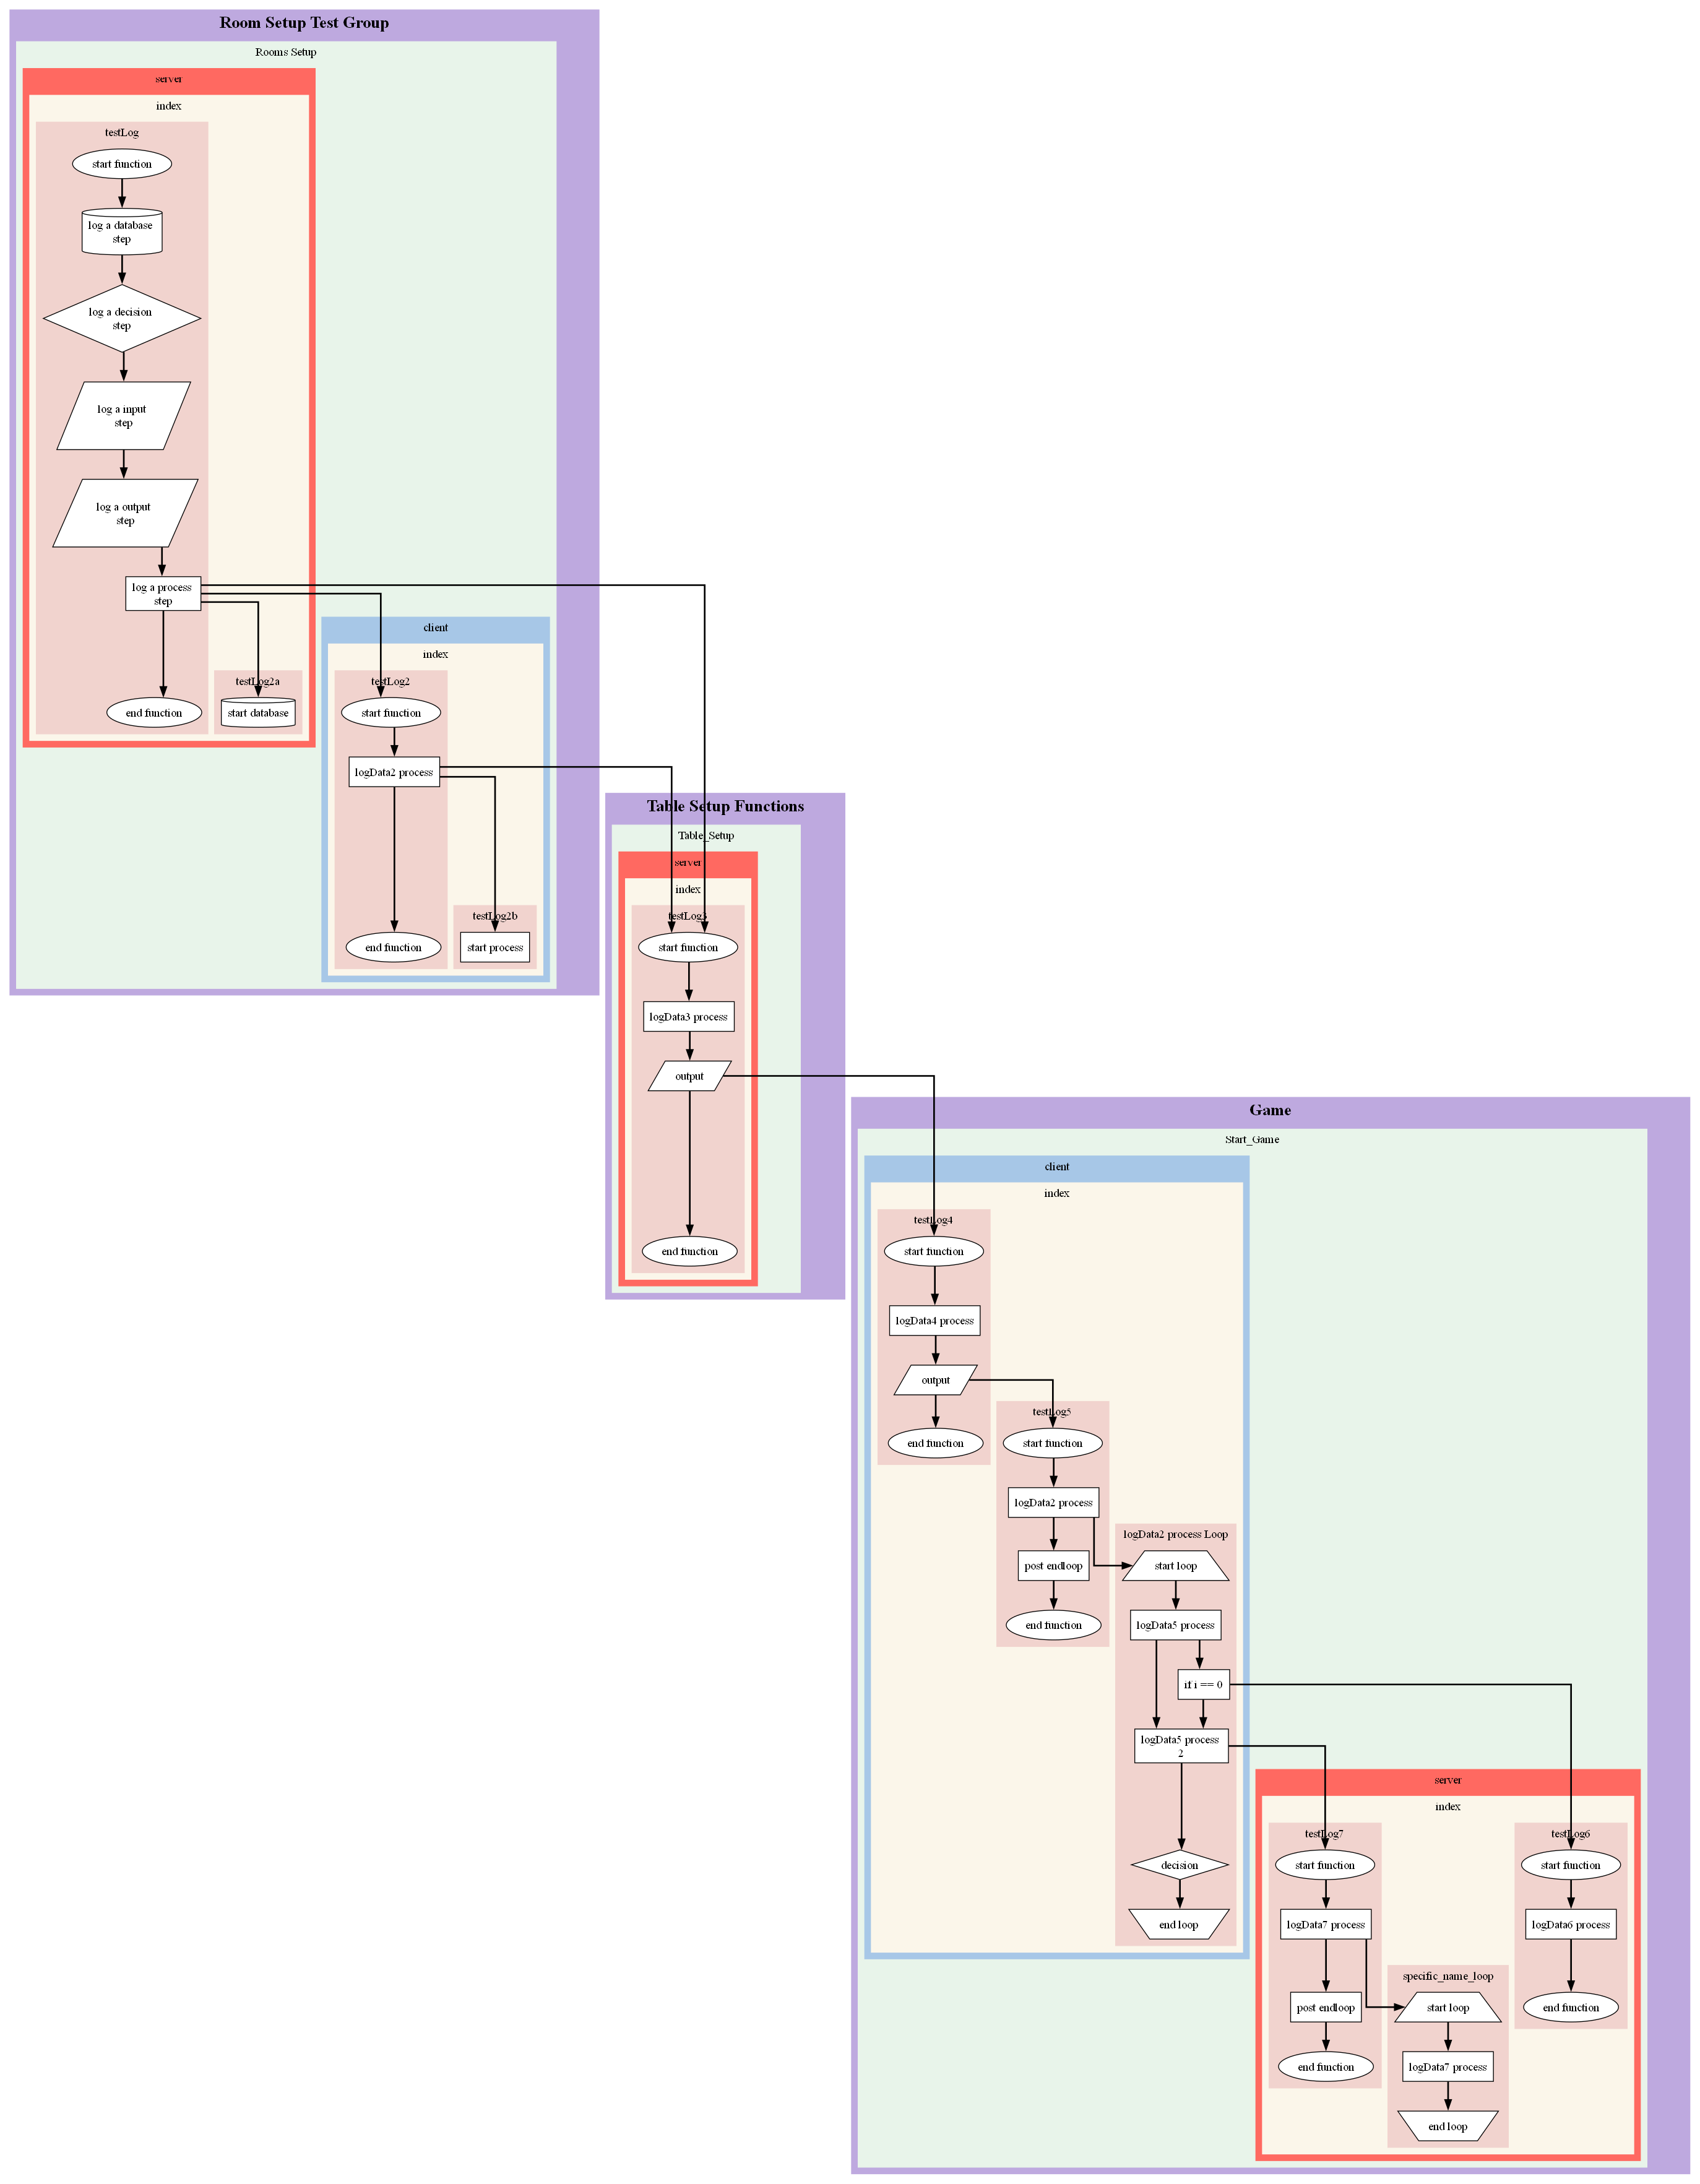 Room Setup Test Group
Rooms Setup
server
index
testLog
start function
log a database
step
log a decision
step
log a input
step
log a output
step
log a process
step
end function
testLog2a
start database
client
index
testLog2
start function
logData2 process
end function
testLog2b
start process
Table Setup Functions
Table_Setup
server
index
testLog3
start function
logData3 process
output
end function
Game
Start_Game
client
index
testLog4
start function
logData4 process
output
end function
testLog5
start function
logData2 process
post endloop
end function
logData2 process Loop
start loop
logData5 process
if i == 0
logData5 process
2
decision
end loop
server
index
testLog7
start function
logData7 process
post endloop
end function
specific_name_loop
start loop
logData7 process
end loop
testLog6
start function
logData6 process
end function